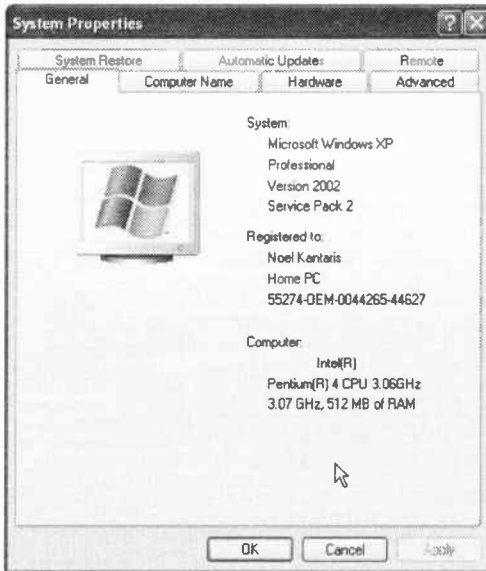 System Properties
System Restore Automatic Updates Remote
General Computer Name Hardware Advanced
System:
Microsoft Windows XP
Professional
Version 2002
Service Pack 2
Registered to:
Noel Kantaris
Home PC
55274-OEM-0044265-44627
Computer:
Intel(R)
Pentium(R) 4 CPU 3.06GHz
3.07 GHz, 512 MB of RAM
OK Cancel Apply